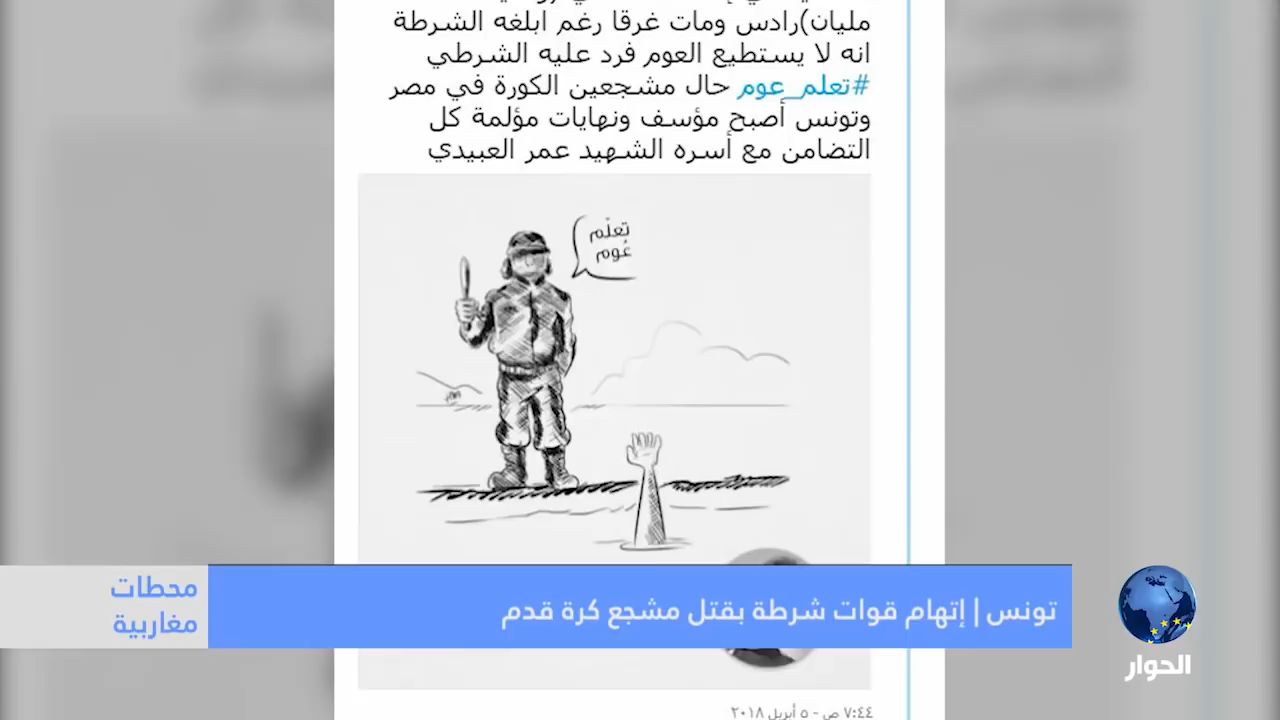 مليان)رادس ومات غرقا رغم ابلغه الشرطة
انه لا يستطيع العوم فرد عليه الشرطي
#تعلم_عوم حال مشجعين الكورة في مصر
وتونس أصبح مؤسف ونهايات مؤلمة كل
التضامن مع أسره الشهيد عمر العبيدي
تعلّم
عُوم
تونس | إتهام قوات شرطة بقتل مشجع كرة قدم
محطات
مغاربية
الحوار
٧:٤٤ ص - ٥ أبريل ٢٠١٨